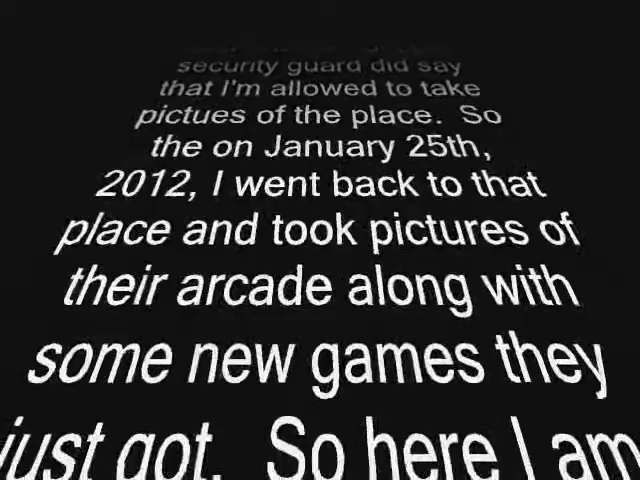 security guard did say
that I'm allowed to take
pictues of the place.  So
the on January 25th,
2012, I went back to that
place and took pictures of
their arcade along with
some new games they
just got.  So here I am